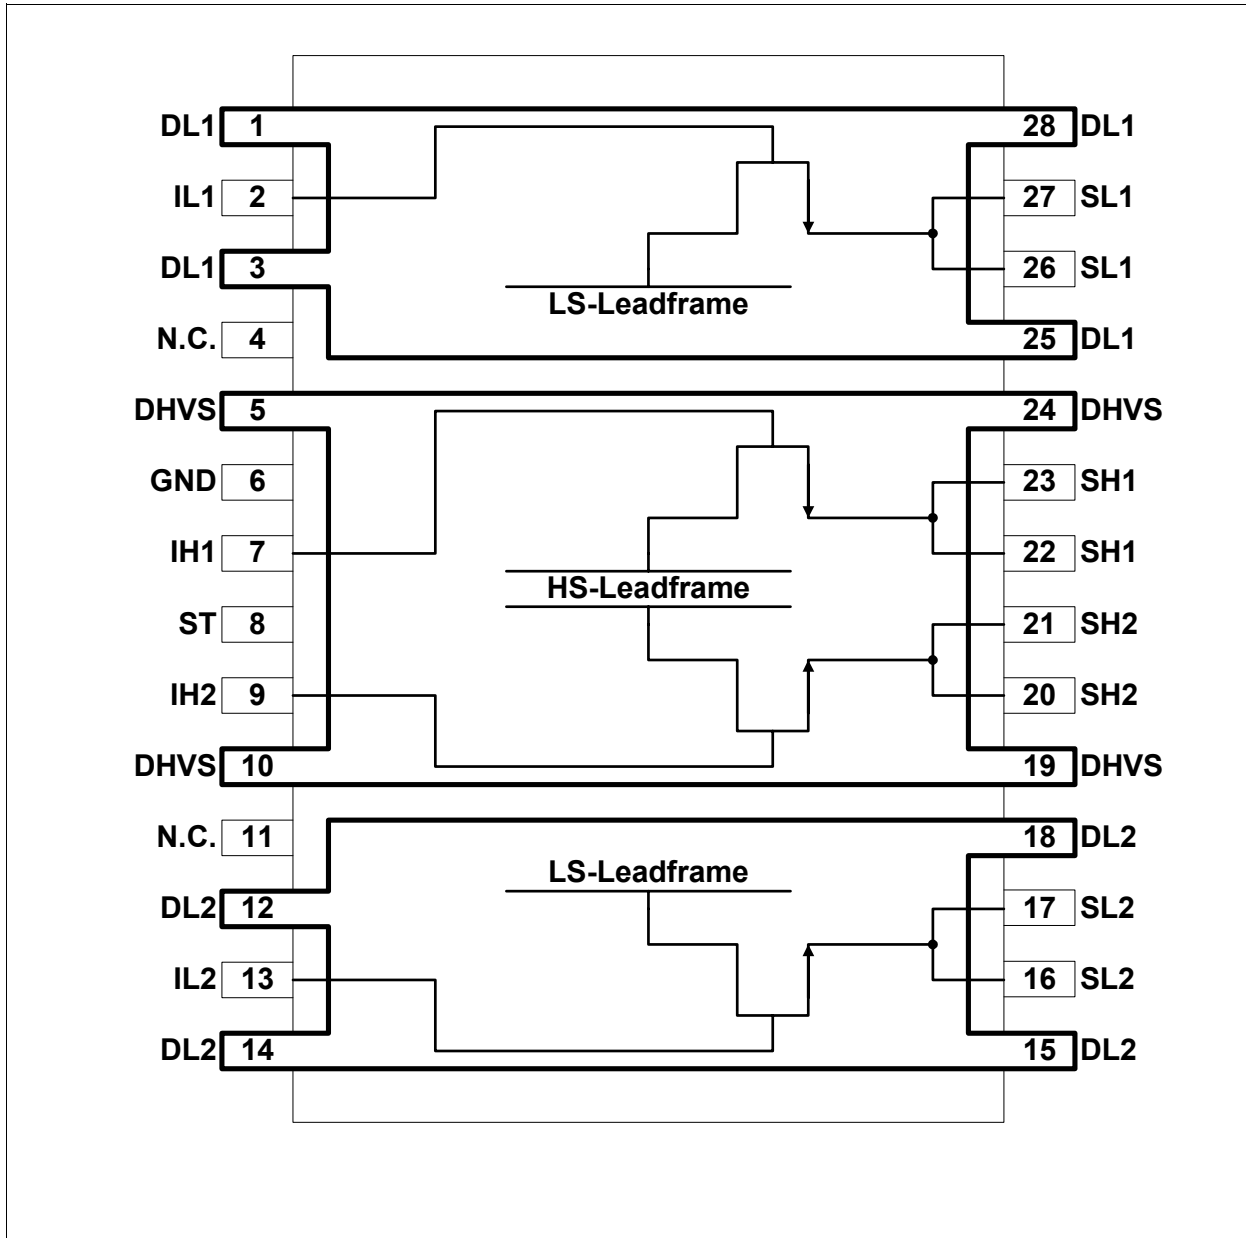 DL1 1 28 DL1
IL1 2 27 SL1
DL1 3 26 SL1
LS-Leadframe
N.C. 4 25 DL1
DHVS 5 24 DHVS
GND 6 23 SH1
IH1 7 22 SH1
HS-Leadframe
ST 8 21 SH2
IH2 9 20 SH2
DHVS 10 19 DHVS
N.C. 11 18 DL2
LS-Leadframe
DL2 12 17 SL2
IL2 13 16 SL2
DL2 14 15 DL2